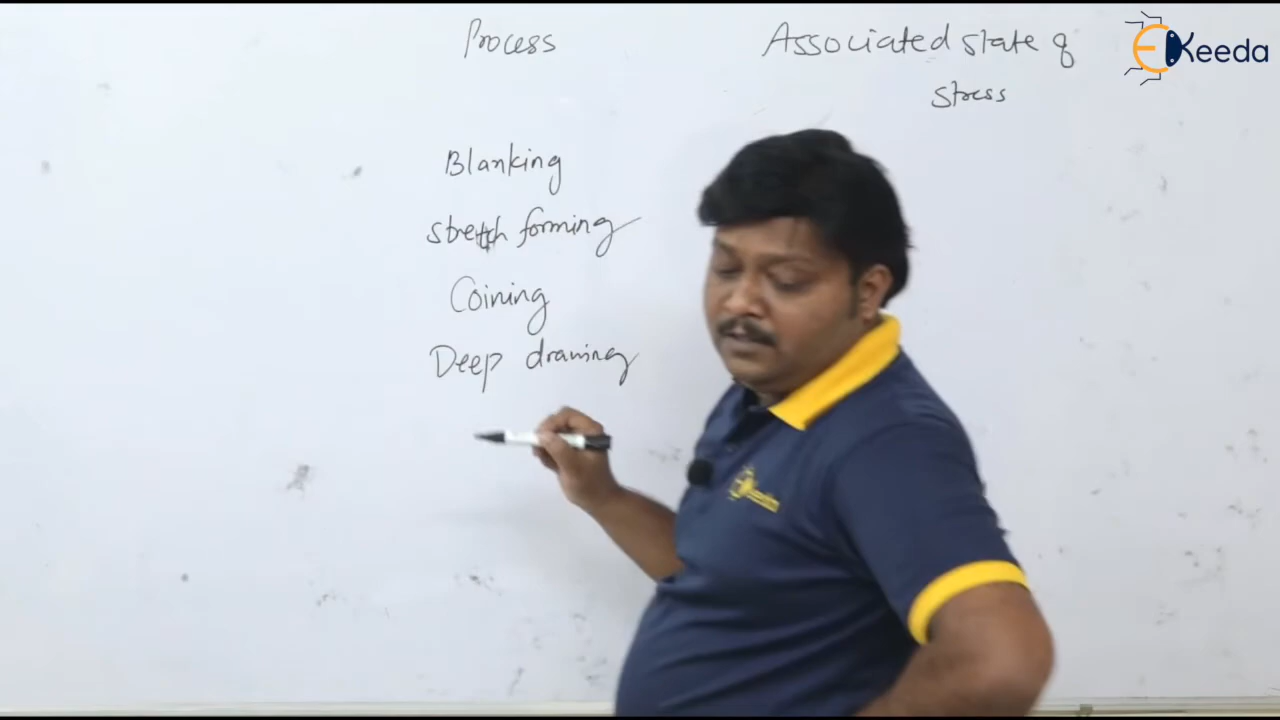 Process
Associated state of
stress
EKeeda
Blanking
stretch forming
Coining
Deep drawing